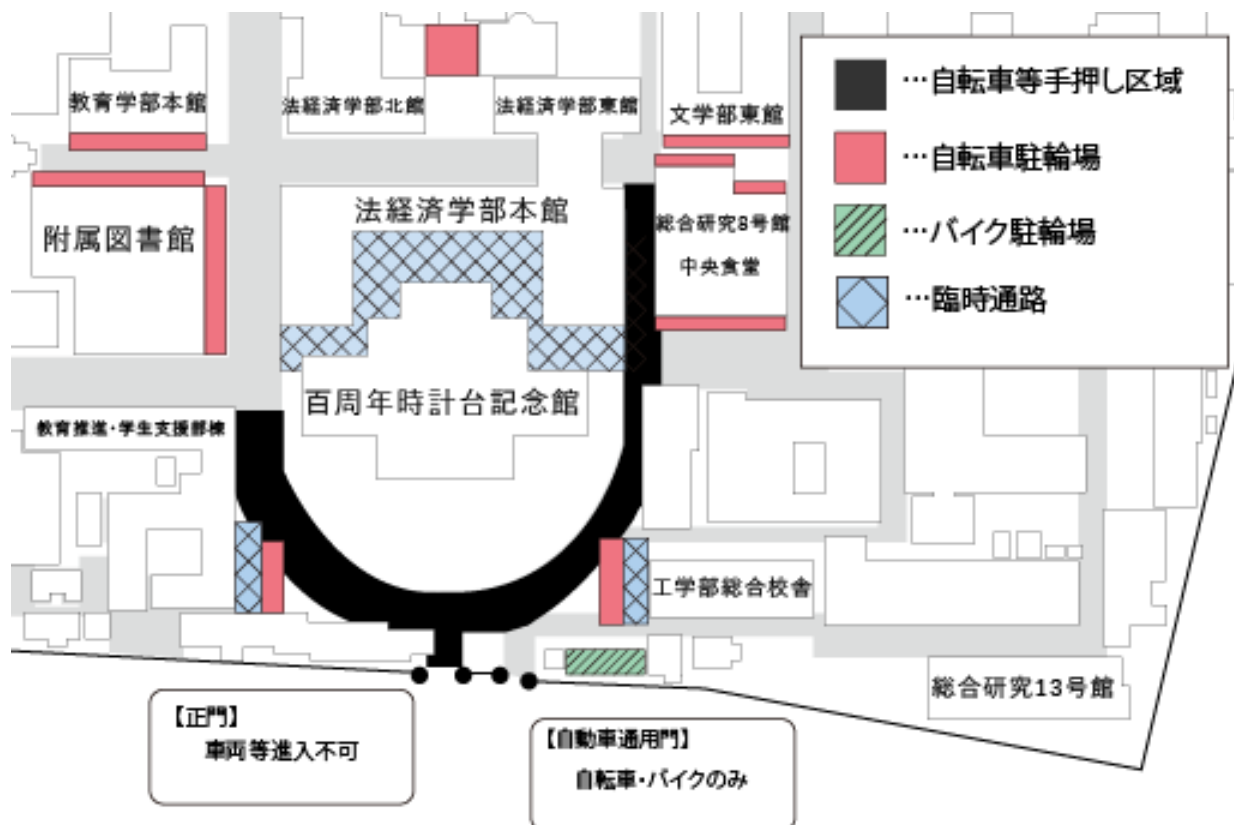 教育学部本館
法経済学部北館
法経済学部東館
文学部東館
…自転車等手押し区域
…自転車駐輪場
…バイク駐輪場
…臨時通路
附属図書館
法経済学部本館
総合研究8号館
中央食堂
百周年時計台記念館
教育推進・学生支援部棟
工学部総合校舎
総合研究13号館
【正門】
車両等進入不可
【自動車通用門】
自転車・バイクのみ